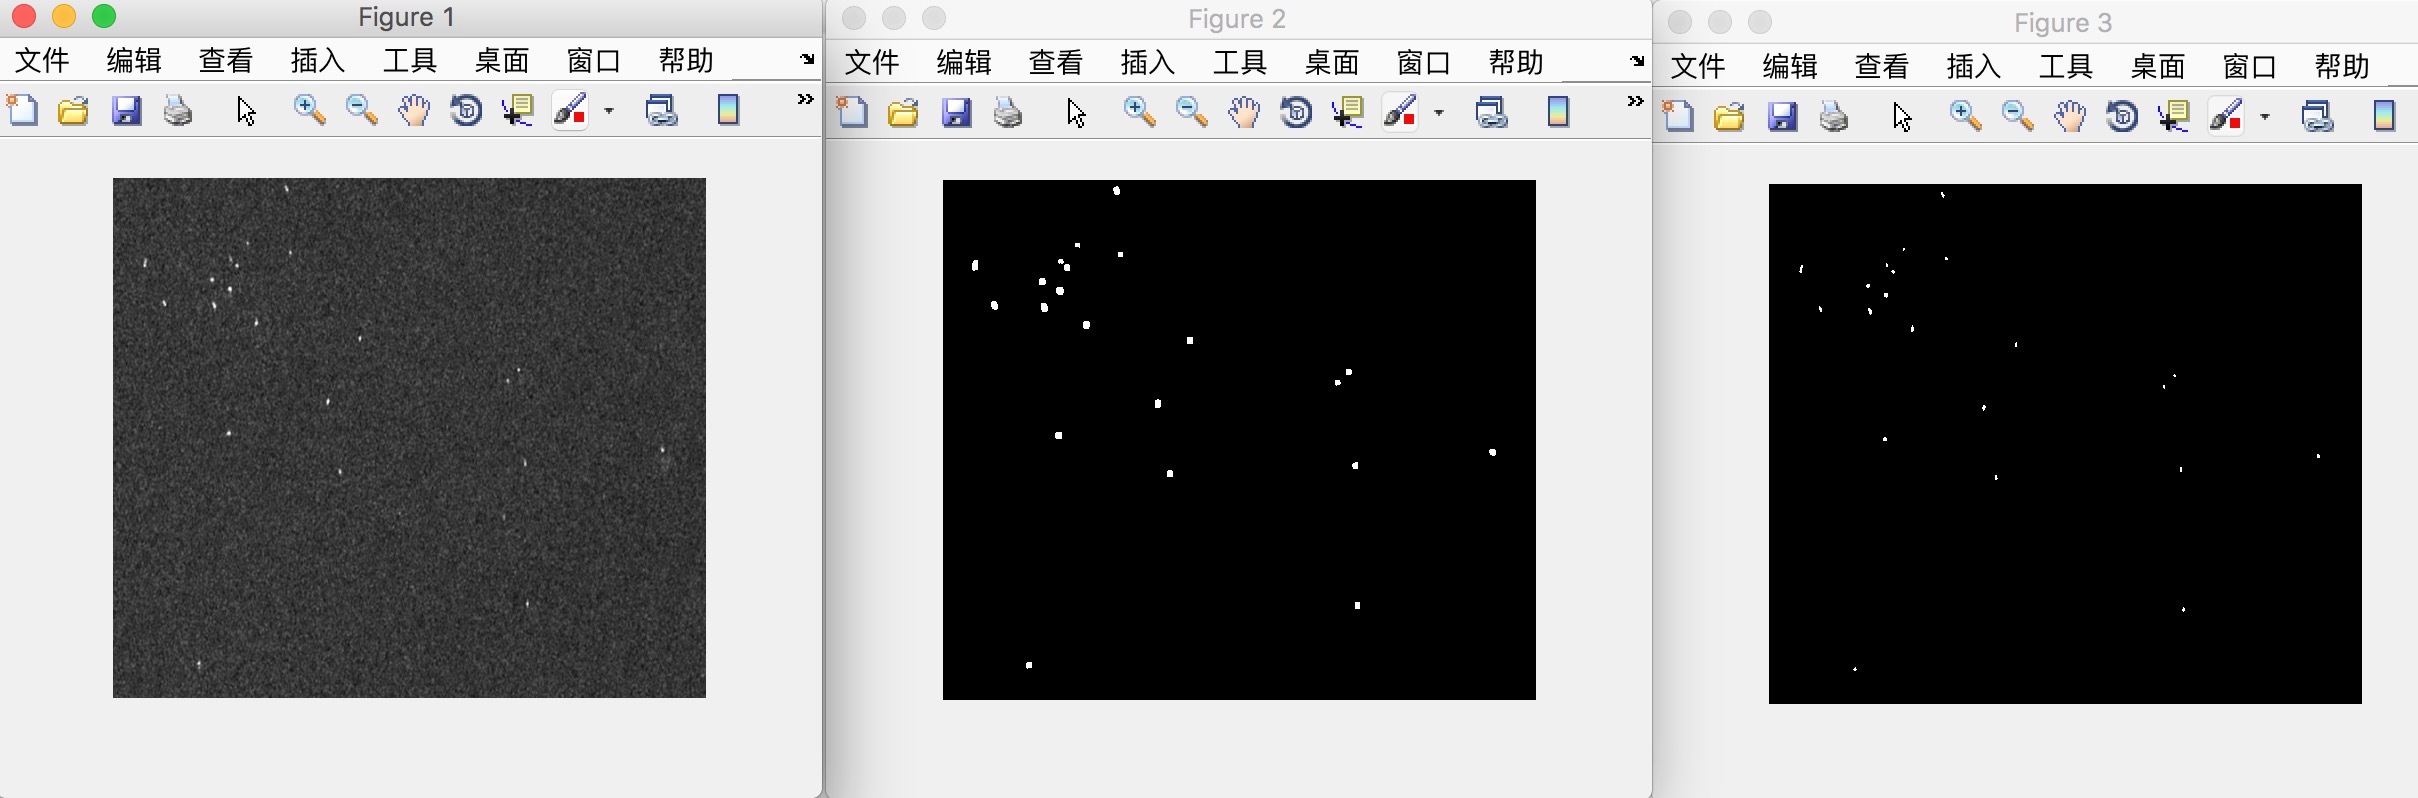 Figure 1
文件 编辑 查看 插入 工具 桌面 窗口 帮助
Figure 2
文件 编辑 查看 插入 工具 桌面 窗口 帮助
Figure 3
文件 编辑 查看 插入 工具 桌面 窗口 帮助